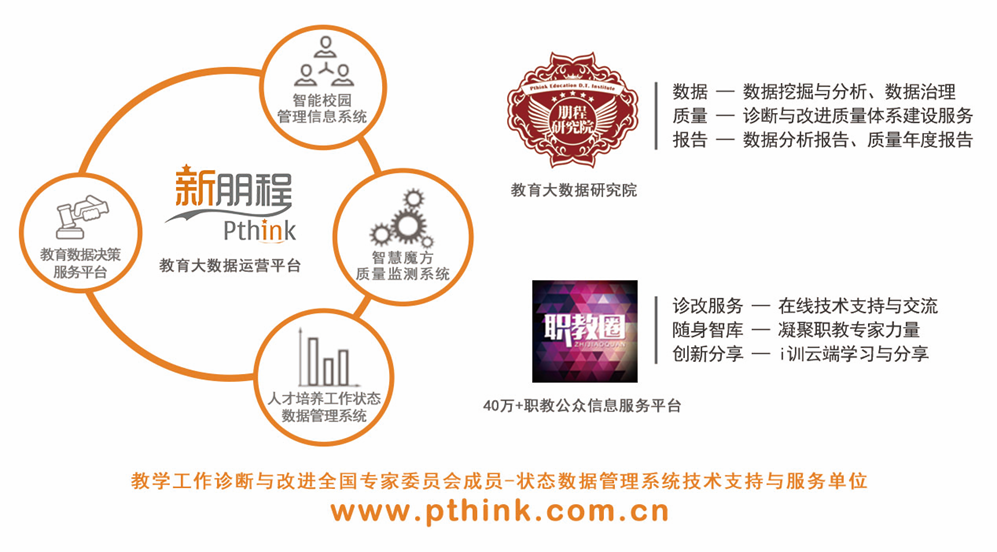 智能校园
管理信息系统
新朋程
Pthink
教育大数据运营平台
教育数据决策
服务平台
智慧魔方
质量监测系统
人才培养工作状态
数据管理系统
Pthink Education D.T. Institute
朋程
研究院
教育大数据研究院
数据 — 数据挖掘与分析、数据治理
质量 — 诊断与改进质量体系建设服务
报告 — 数据分析报告、质量年度报告
职教圈
ZHIJIAOQUAN
40万+职教公众信息服务平台
诊改服务 — 在线技术支持与交流
随身智库 — 凝聚职教专家力量
创新分享 — i训云端学习与分享
教学工作诊断与改进全国专家委员会成员-状态数据管理系统技术支持与服务单位
www.pthink.com.cn